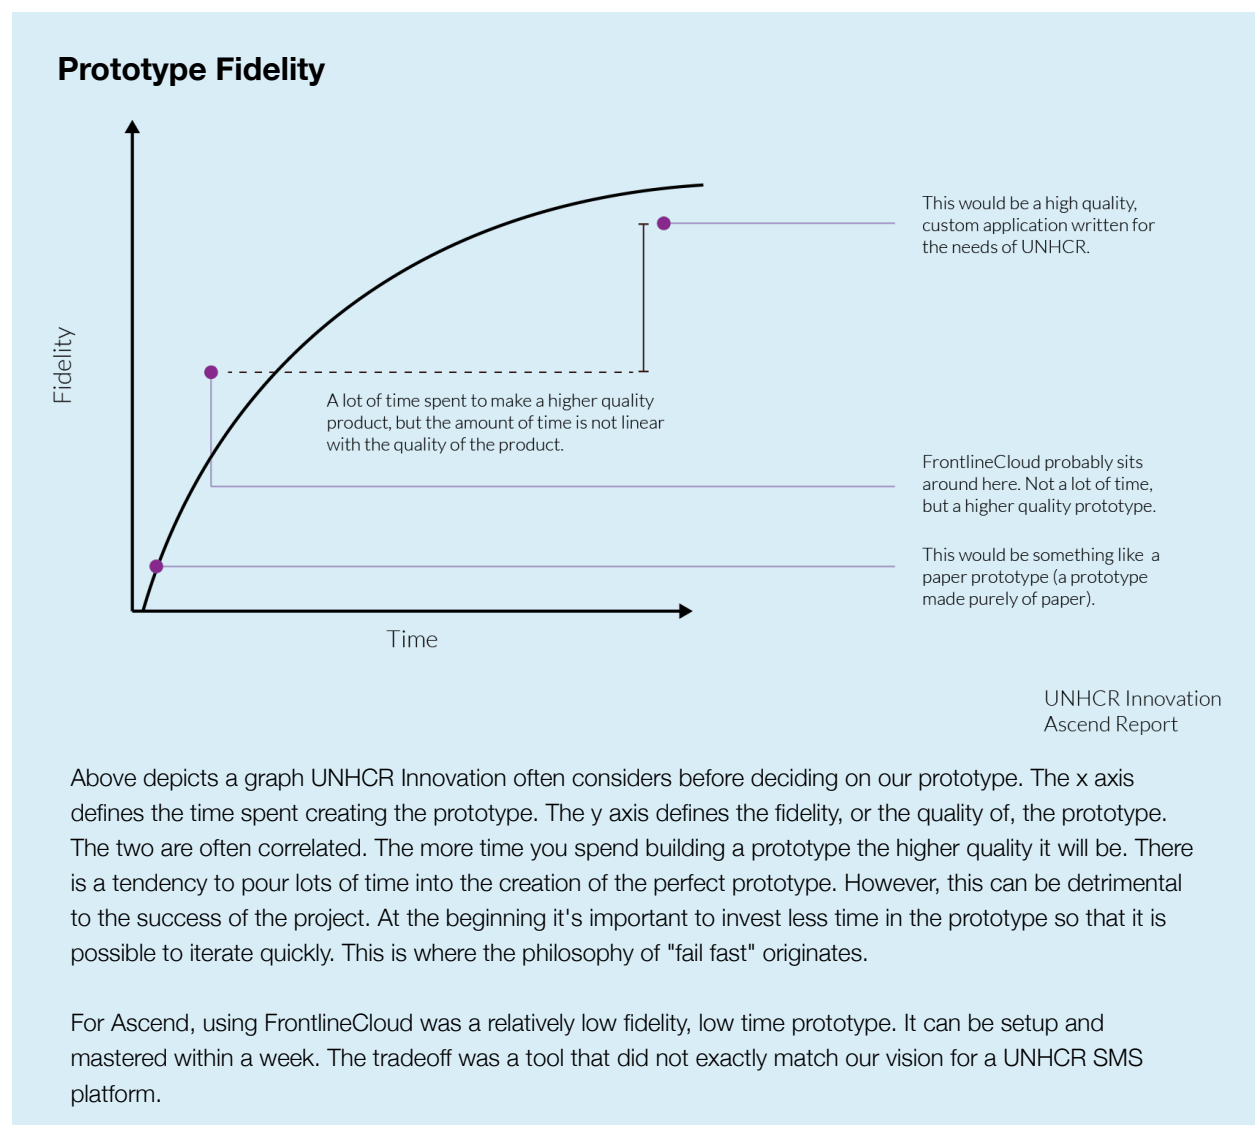 Prototype Fidelity
This would be a high quality,
custom application written for
the needs of UNHCR.
Fidelity
A lot of time spent to make a higher quality
product, but the amount of time is not linear
with the quality of the product.
FrontlineCloud probably sits
around here. Not a lot of time,
but a higher quality prototype.
This would be something like  a
paper prototype (a prototype
made purely of paper).
Time
UNHCR Innovation
Ascend Report
Above depicts a graph UNHCR Innovation often considers before deciding on our prototype. The x axis
defines the time spent creating the prototype. The y axis defines the fidelity, or the quality of, the prototype.
The two are often correlated. The more time you spend building a prototype the higher quality it will be. There
is a tendency to pour lots of time into the creation of the perfect prototype. However, this can be detrimental
to the success of the project. At the beginning it's important to invest less time in the prototype so that it is
possible to iterate quickly. This is where the philosophy of "fail fast" originates.
For Ascend, using FrontlineCloud was a relatively low fidelity, low time prototype. It can be setup and
mastered within a week. The tradeoff was a tool that did not exactly match our vision for a UNHCR SMS
platform.